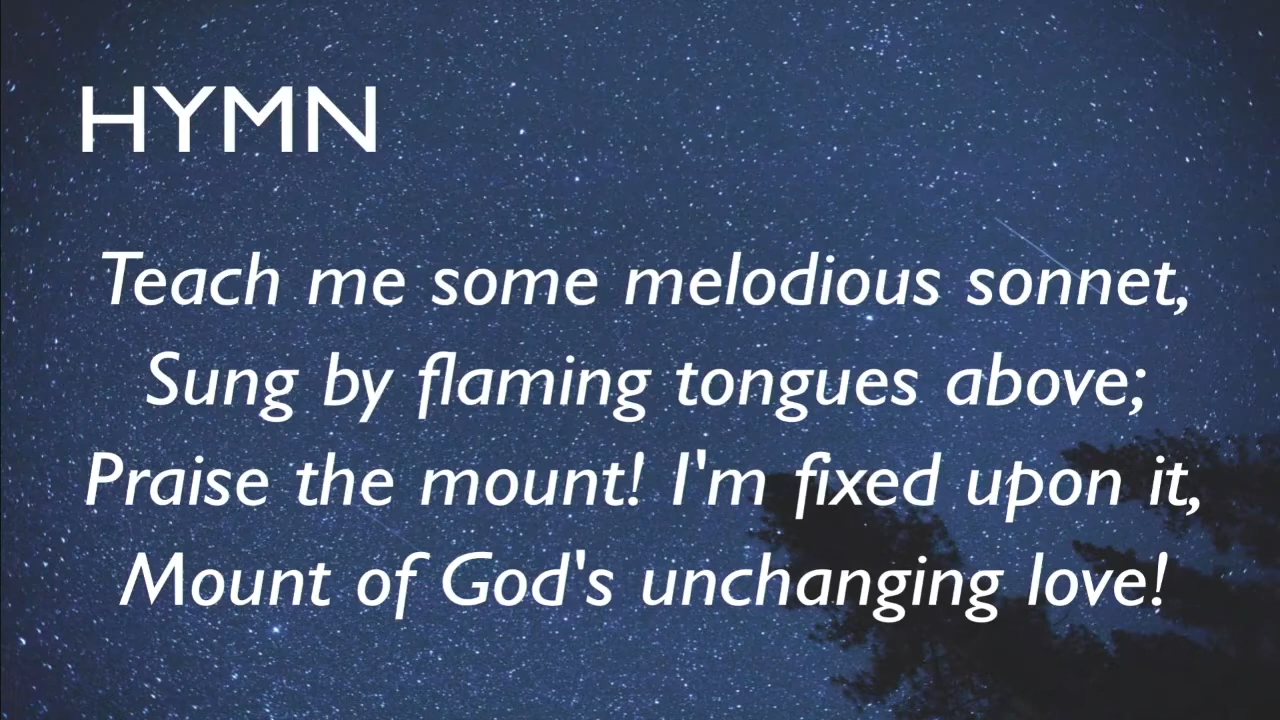 HYMN
Teach me some melodious sonnet,
Sung by flaming tongues above;
Praise the mount! I'm fixed upon it,
Mount of God's unchanging love!